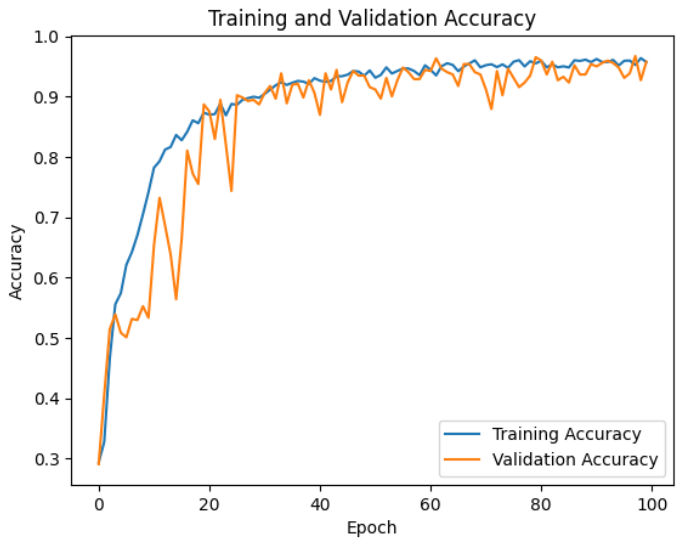 Training and Validation Accuracy
1.0
0.9
0.8
0.7
0.6
0.5
0.4
0.3
Accuracy
Training Accuracy
Validation Accuracy
0 20 40 60 80 100
Epoch